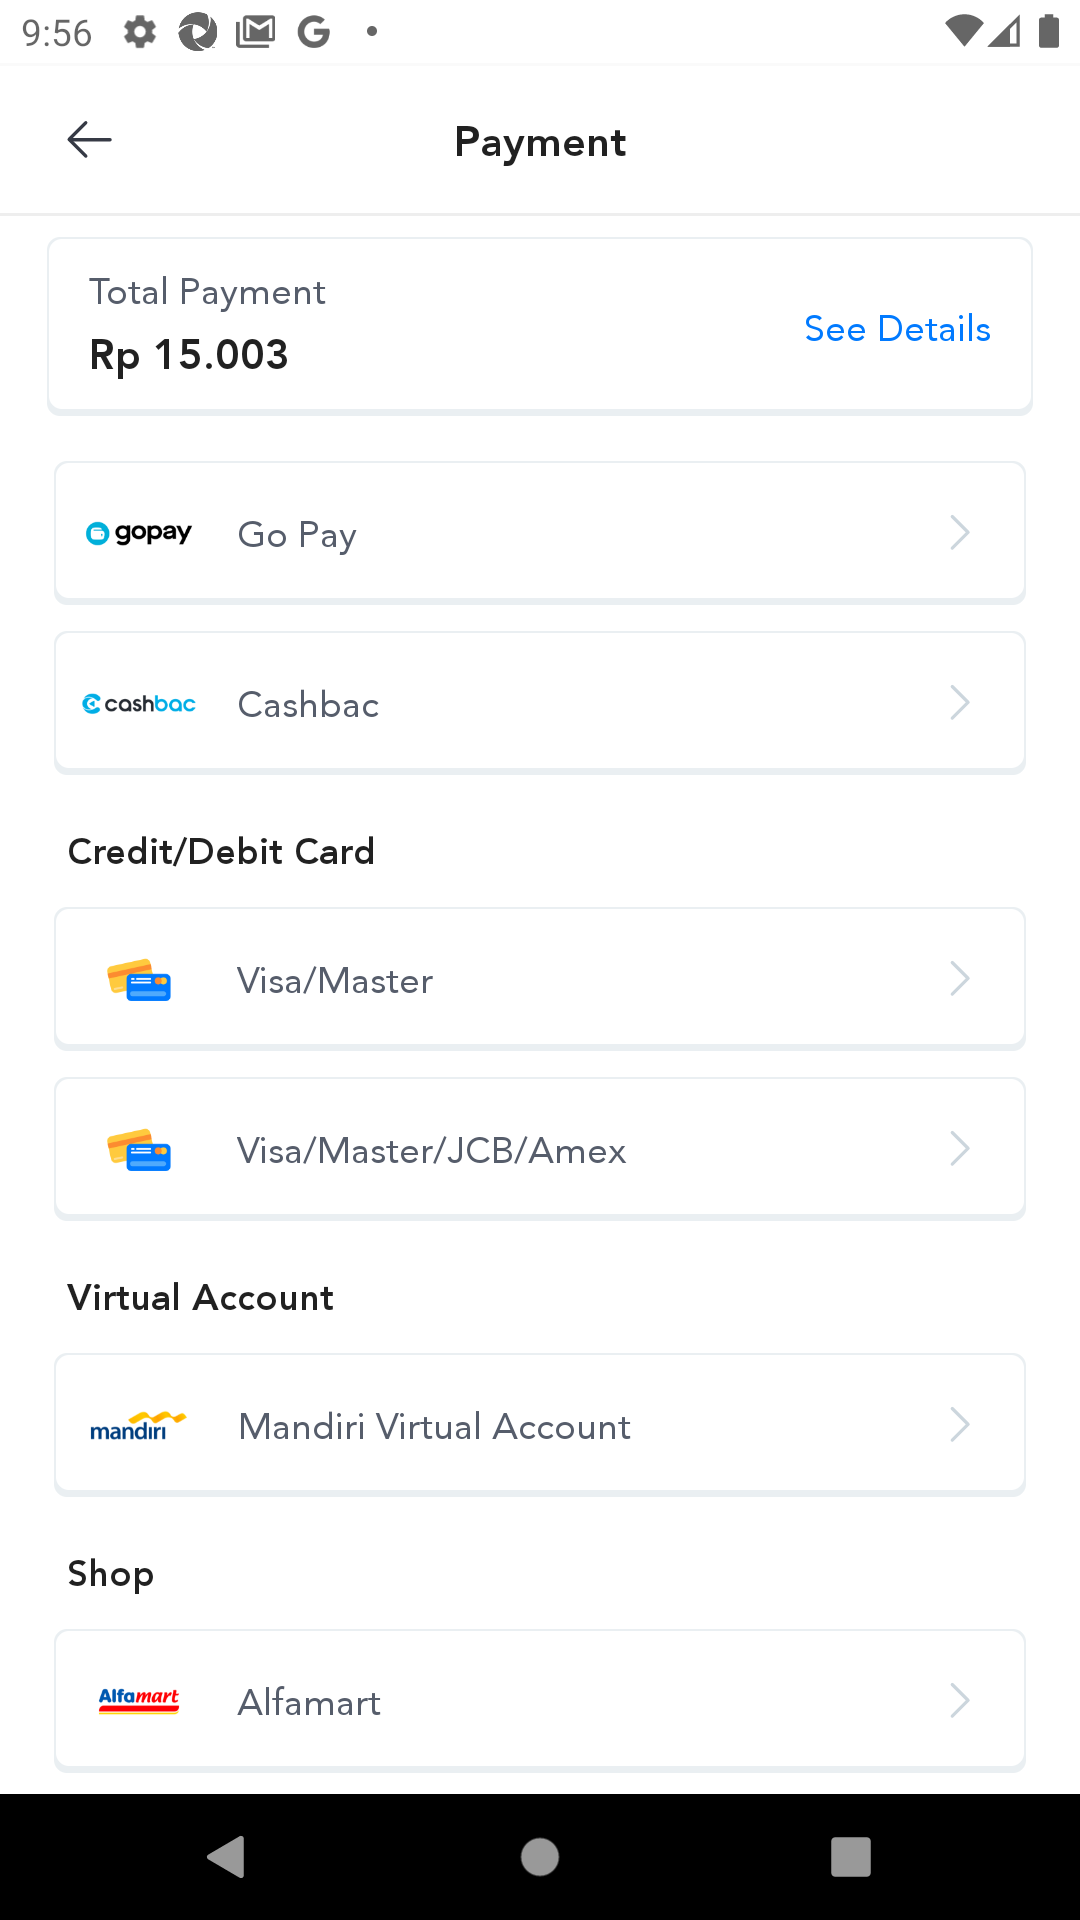 9:56
Payment
Total Payment
Rp 15.003
See Details
gopay Go Pay
cashbac Cashbac
Credit/Debit Card
Visa/Master
Visa/Master/JCB/Amex
Virtual Account
mandiri Mandiri Virtual Account
Shop
Alfamart Alfamart